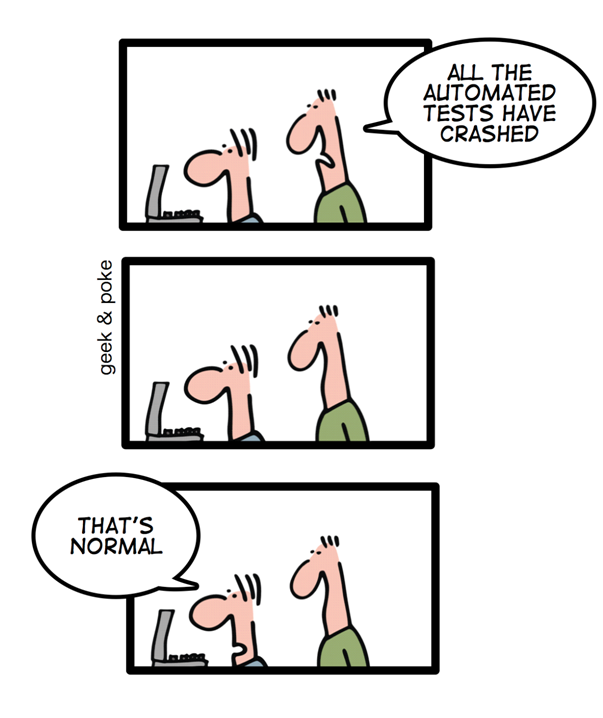 ALL THE
AUTOMATED
TESTS HAVE
CRASHED
geek & poke
THAT'S
NORMAL